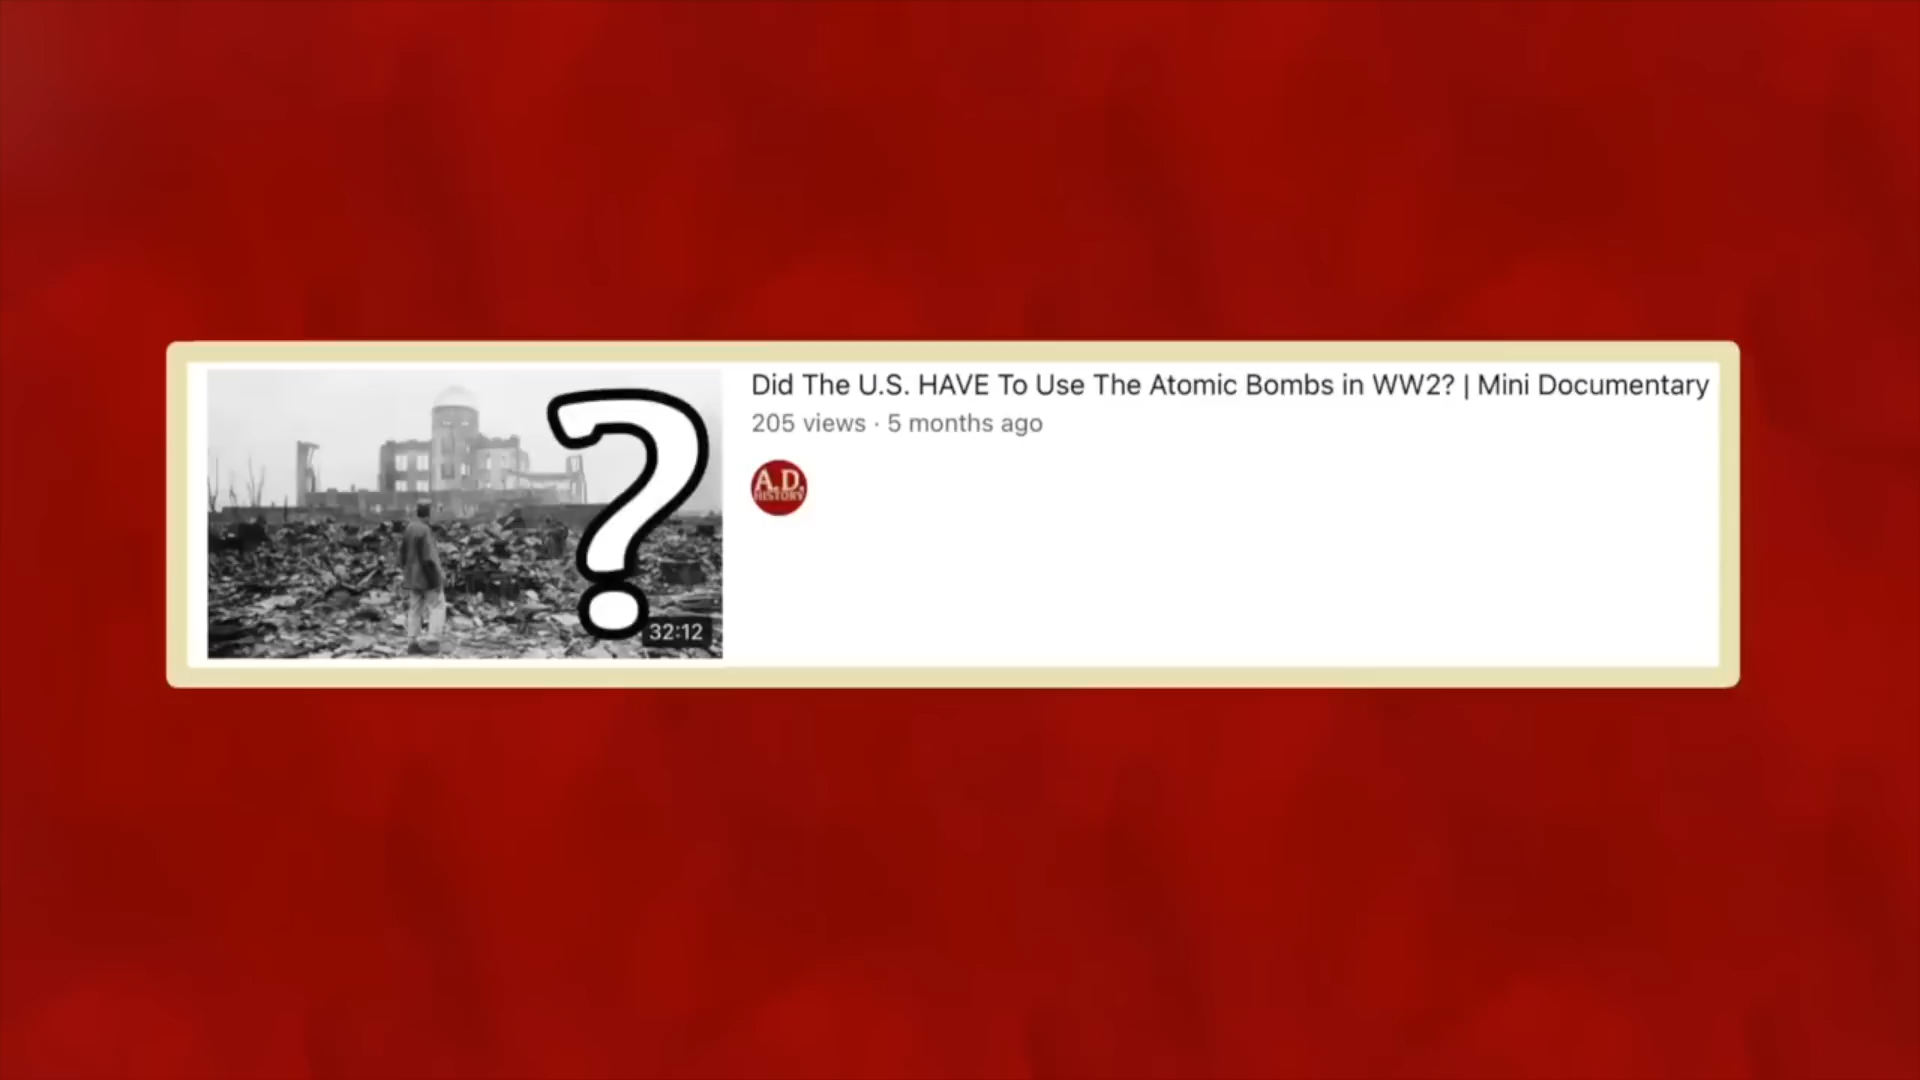 Did The U.S. HAVE To Use The Atomic Bombs in WW2? | Mini Documentary
205 views · 5 months ago
A.D.
HISTORY
?
32:12